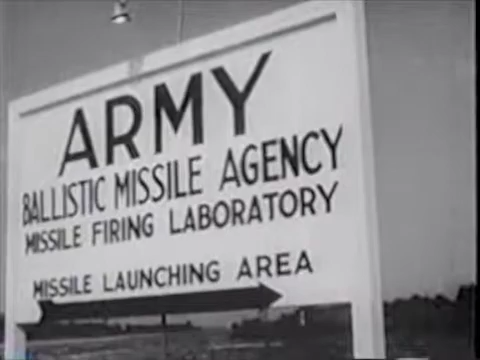 ARMY
BALLISTIC MISSILE AGENCY
MISSILE FIRING LABORATORY
MISSILE LAUNCHING AREA